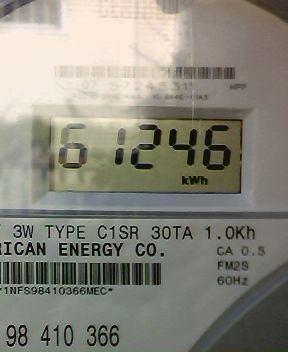 61246
kWh
3W TYPE C1SR 30TA 1.0Kh
RICAN ENERGY CO.
CA 0.5
FM2S
60Hz
*1NFS98410366MEC*
98 410 366